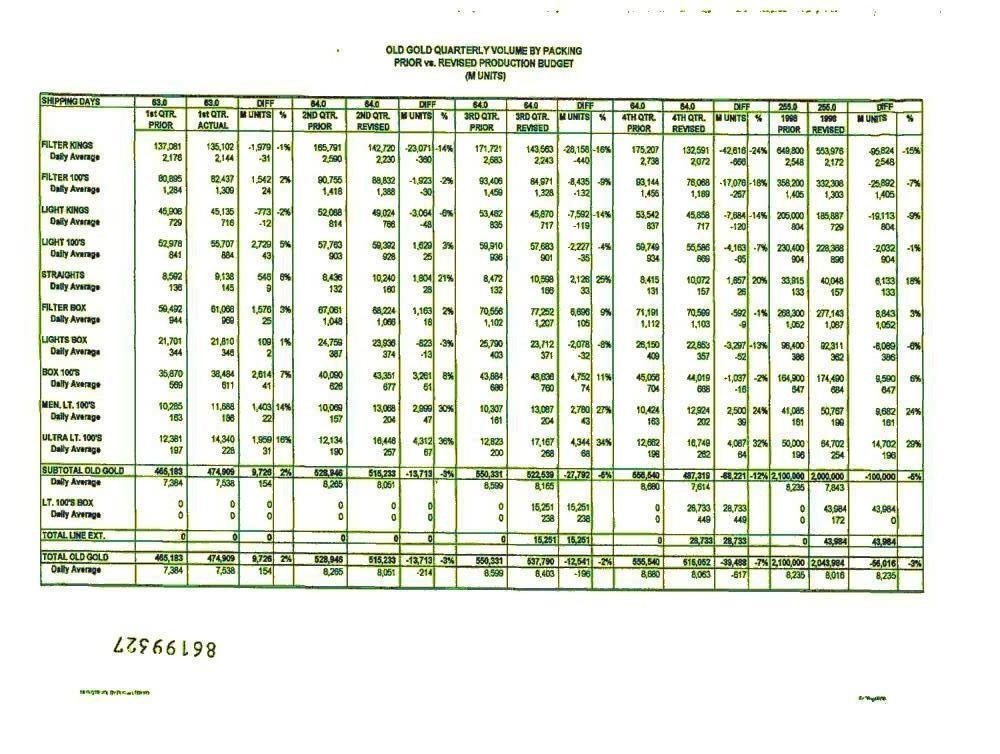 OLD GOLD QUARTERLY VOLUME BY PACKING
PRIOR vs. REVISED PRODUCTION BUDGET
(M UNITS)
SHIPPING DAYS 63.0 63.0 DIFF 64.0 64.0 DIFF 64.0 64.0 DIFF 64.0 64.0 DIFF 255.0 255.0 DIFF
1st QTR. 1st QTR. M UNITS % 2ND QTR. 2ND QTR. M UNITS % 3RD QTR. 3RD QTR. M UNITS % 4TH QTR. 4TH QTR. M UNITS % 1998 1998 M UNITS %
PRIOR ACTUAL PRIOR REVISED PRIOR REVISED PRIOR REVISED PRIOR REVISED
FILTER KINGS 137,081 135,102 -1,979 -1% 165,791 142,720 -23,071 -14% 171,721 143,563 -28,158 -16% 175,207 132,591 -42,616 -24% 649,800 553,976 -95,824 -15%
Daily Average 2,176 2,144 -31 2,590 2,230 -360 2,683 2,243 -440 2,738 2,072 -666 2,548 2,172 2,548
FILTER 100'S 80,895 82,437 1,542 2% 90,755 88,832 -1,923 -2% 93,406 84,971 -8,435 -9% 93,144 76,068 -17,076 -18% 358,200 332,308 -25,892 -7%
Daily Average 1,284 1,309 24 1,418 1,388 -30 1,459 1,328 -132 1,455 1,189 -267 1,405 1,303 1,405
LIGHT KINGS 45,908 45,135 -773 -2% 52,088 49,024 -3,064 -6% 53,462 45,870 -7,592 -14% 53,542 45,858 -7,684 -14% 205,000 185,887 -19,113 -9%
Daily Average 729 716 -12 814 766 -48 835 717 -119 837 717 -120 804 729 804
LIGHT 100'S 52,978 55,707 2,729 5% 57,763 59,392 1,629 3% 59,910 57,683 -2,227 -4% 59,749 55,586 -4,163 -7% 230,400 228,368 -2,032 -1%
Daily Average 841 884 43 903 928 25 936 901 -35 934 869 -65 904 896 904
STRAIGHTS 8,592 9,138 546 6% 8,436 10,240 1,804 21% 8,472 10,598 2,126 25% 8,415 10,072 1,657 20% 33,915 40,048 6,133 18%
Daily Average 136 145 9 132 160 28 132 166 33 131 157 26 133 157 133
FILTER BOX 59,492 61,068 1,576 3% 67,061 68,224 1,163 2% 70,556 77,252 6,696 9% 71,191 70,599 -592 -1% 268,300 277,143 8,843 3%
Daily Average 944 969 25 1,048 1,066 18 1,102 1,207 105 1,112 1,103 -9 1,052 1,087 1,052
LIGHTS BOX 21,701 21,810 109 1% 24,759 23,936 -823 -3% 25,790 23,712 -2,078 -8% 26,150 22,853 -3,297 -13% 98,400 92,311 -6,089 -6%
Daily Average 344 346 2 387 374 -13 403 371 -32 409 357 -52 386 362 386
BOX 100'S 35,870 38,484 2,614 7% 40,090 43,351 3,261 8% 43,884 48,636 4,752 11% 45,056 44,019 -1,037 -2% 164,900 174,490 9,590 6%
Daily Average 569 611 41 626 677 51 686 760 74 704 688 -16 647 684 647
MEN. LT. 100'S 10,285 11,688 1,403 14% 10,069 13,068 2,999 30% 10,307 13,087 2,780 27% 10,424 12,924 2,500 24% 41,085 50,767 9,682 24%
Daily Average 163 186 22 157 204 47 161 204 43 163 202 39 161 199 161
ULTRA LT. 100'S 12,381 14,340 1,959 16% 12,134 16,446 4,312 36% 12,823 17,167 4,344 34% 12,662 16,749 4,087 32% 50,000 64,702 14,702 29%
Daily Average 197 228 31 190 257 67 200 268 68 198 262 64 196 254 196
SUBTOTAL OLD GOLD 465,183 474,909 9,726 2% 528,946 515,233 -13,713 -3% 550,331 522,539 -27,792 -5% 555,540 487,319 -68,221 -12% 2,100,000 2,000,000 -100,000 -5%
Daily Average 7,384 7,538 154 8,265 8,051 8,599 8,165 8,680 7,614 8,235 7,843
LT. 100'S BOX 0 0 0 0 0 0 0 15,251 15,251 0 28,733 28,733 0 43,984 43,984
Daily Average 0 0 0 0 0 0 0 238 238 0 449 449 0 172 0
TOTAL LINE EXT. 0 0 0 0 0 0 0 15,251 15,251 0 28,733 28,733 0 43,984 43,984
TOTAL OLD GOLD 465,183 474,909 9,726 2% 528,946 515,233 -13,713 -3% 550,331 537,790 -12,541 -2% 555,540 516,052 -39,488 -7% 2,100,000 2,043,984 -56,016 -3%
Daily Average 7,384 7,538 154 8,265 8,051 -214 8,599 8,403 -196 8,680 8,063 -617 8,235 8,016 8,235
86199327